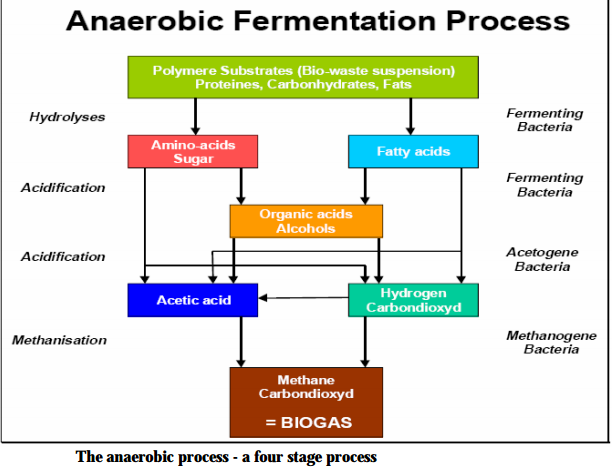 Anaerobic Fermentation Process
Polymere Substrates (Bio-waste suspension)
Proteines, Carbonhydrates, Fats
Hydrolyses
Fermenting
Bacteria
Amino-acids
Sugar
Fatty acids
Acidification
Fermenting
Bacteria
Organic acids
Alcohols
Acidification
Acetogene
Bacteria
Acetic acid
Hydrogen
Carbondioxyd
Methanisation
Methanogene
Bacteria
Methane
Carbondioxyd
= BIOGAS
The anaerobic process - a four stage process